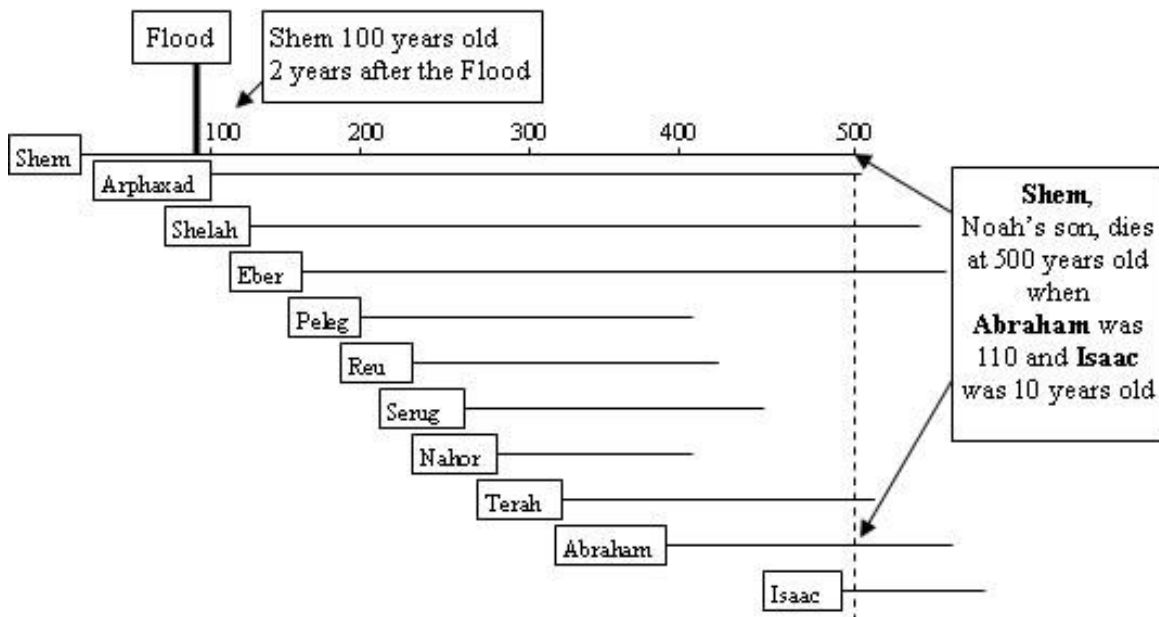 Flood
Shem 100 years old
2 years after the Flood
100 200 300 400 500
Shem
Arphaxad
Shelah
Eber
Peleg
Reu
Serug
Nahor
Terah
Abraham
Isaac
Shem,
Noah's son, dies
at 500 years old
when
Abraham was
110 and Isaac
was 10 years old